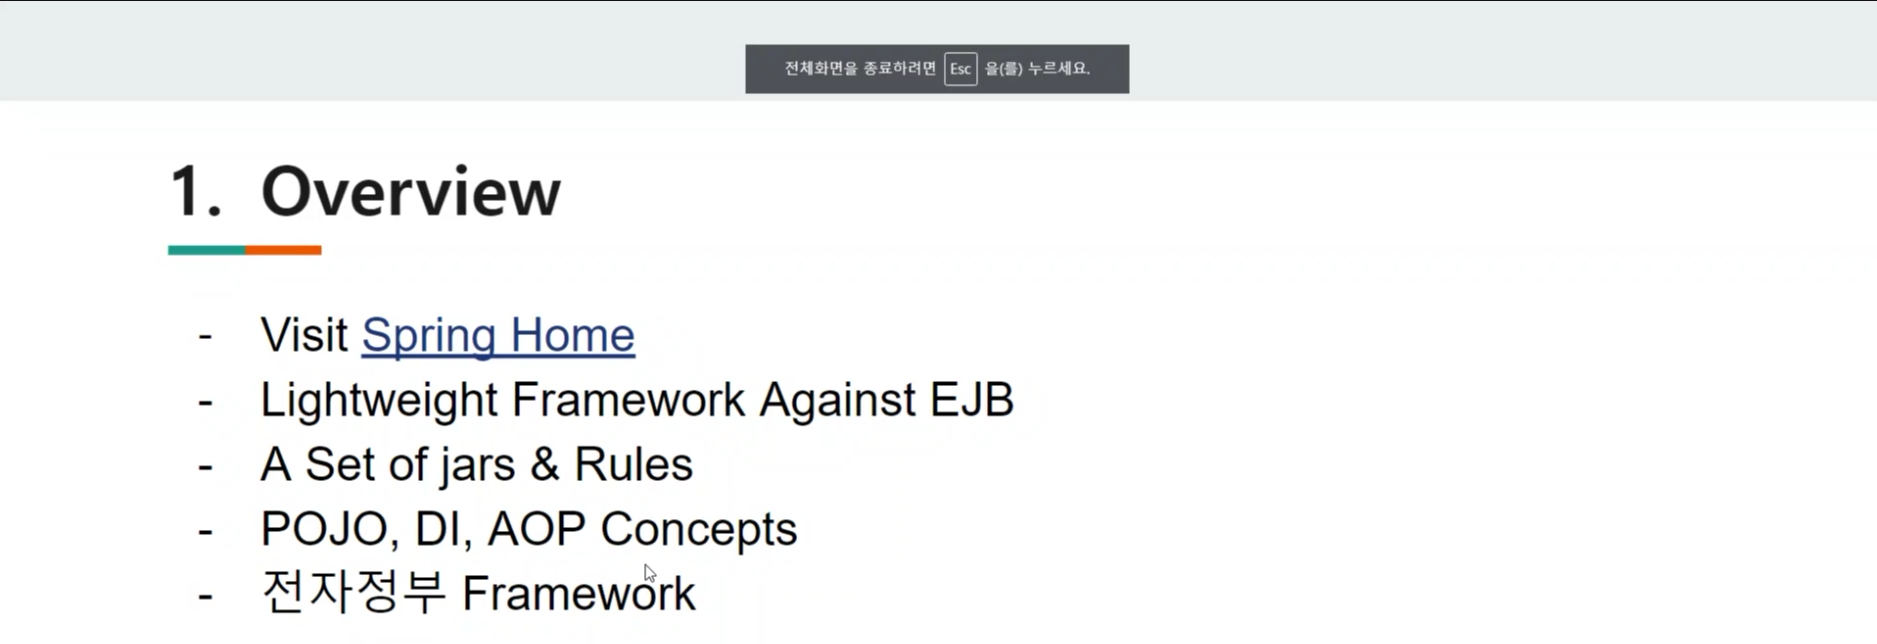 전체화면을 종료하려면 Esc 을(를) 누르세요.
1. Overview
- Visit Spring Home
- Lightweight Framework Against EJB
- A Set of jars & Rules
- POJO, DI, AOP Concepts
- 전자정부 Framework